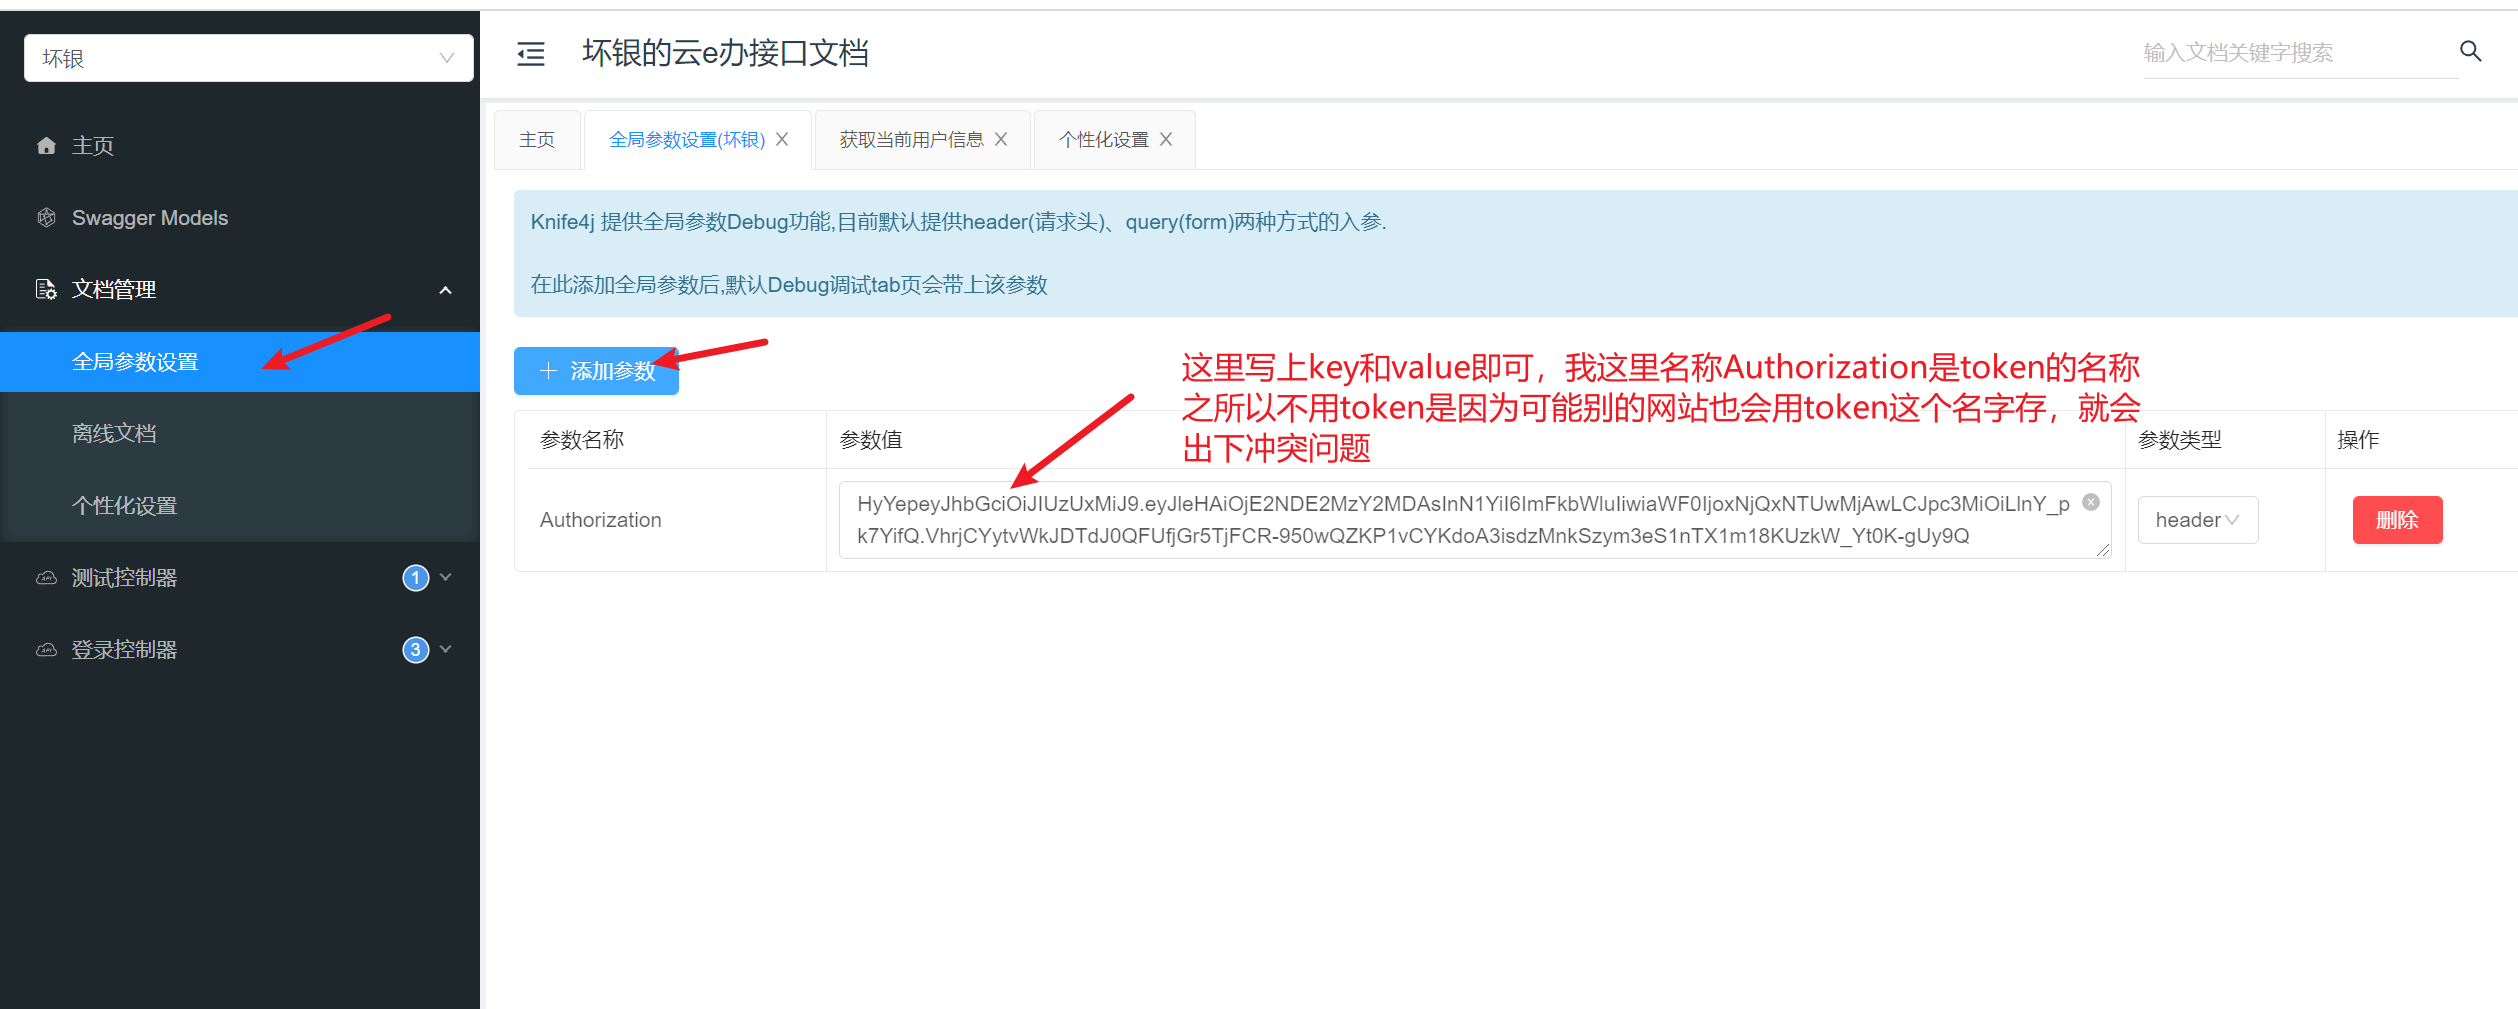 坏银
主页
Swagger Models
文档管理
全局参数设置
离线文档
个性化设置
测试控制器
1
登录控制器
3
坏银的云e办接口文档
输入文档关键字搜索
主页
全局参数设置(坏银)
获取当前用户信息
个性化设置
Knife4j 提供全局参数Debug功能,目前默认提供header(请求头)、query(form)两种方式的入参.
在此添加全局参数后,默认Debug调试tab页会带上该参数
添加参数
这里写上key和value即可，我这里名称Authorization是token的名称
之所以不用token是因为可能别的网站也会用token这个名字存，就会
出下冲突问题
参数名称
参数值
参数类型
操作
Authorization
HyYepeyJhbGciOiJIUzUxMiJ9.eyJleHAiOjE2NDE2MzY2MDAsInN1YiI6ImFkbWluIiwiaWF0IjoxNjQxNTUwMjAwLCJpc3MiOiLlnY_p
k7YifQ.VhrjCYytvWkJDTdJ0QFUfjGr5TjFCR-950wQZKP1vCYKdoA3isdzMnkSzym3eS1nTX1m18KUzkW_Yt0K-gUy9Q
header
删除